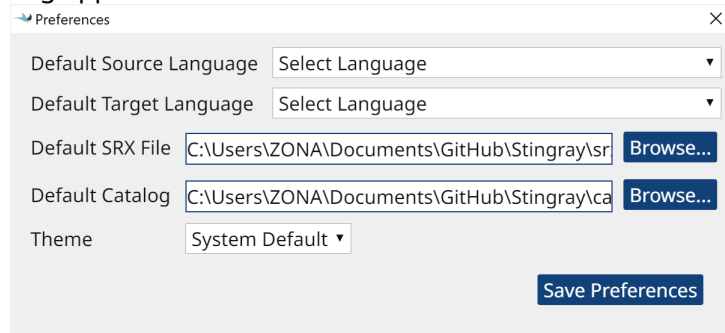 Preferences
Default Source Language Select Language
Default Target Language Select Language
Default SRX File C:\Users\ZONA\Documents\GitHub\Stingray\sr Browse...
Default Catalog C:\Users\ZONA\Documents\GitHub\Stingray\ca Browse...
Theme System Default
Save Preferences